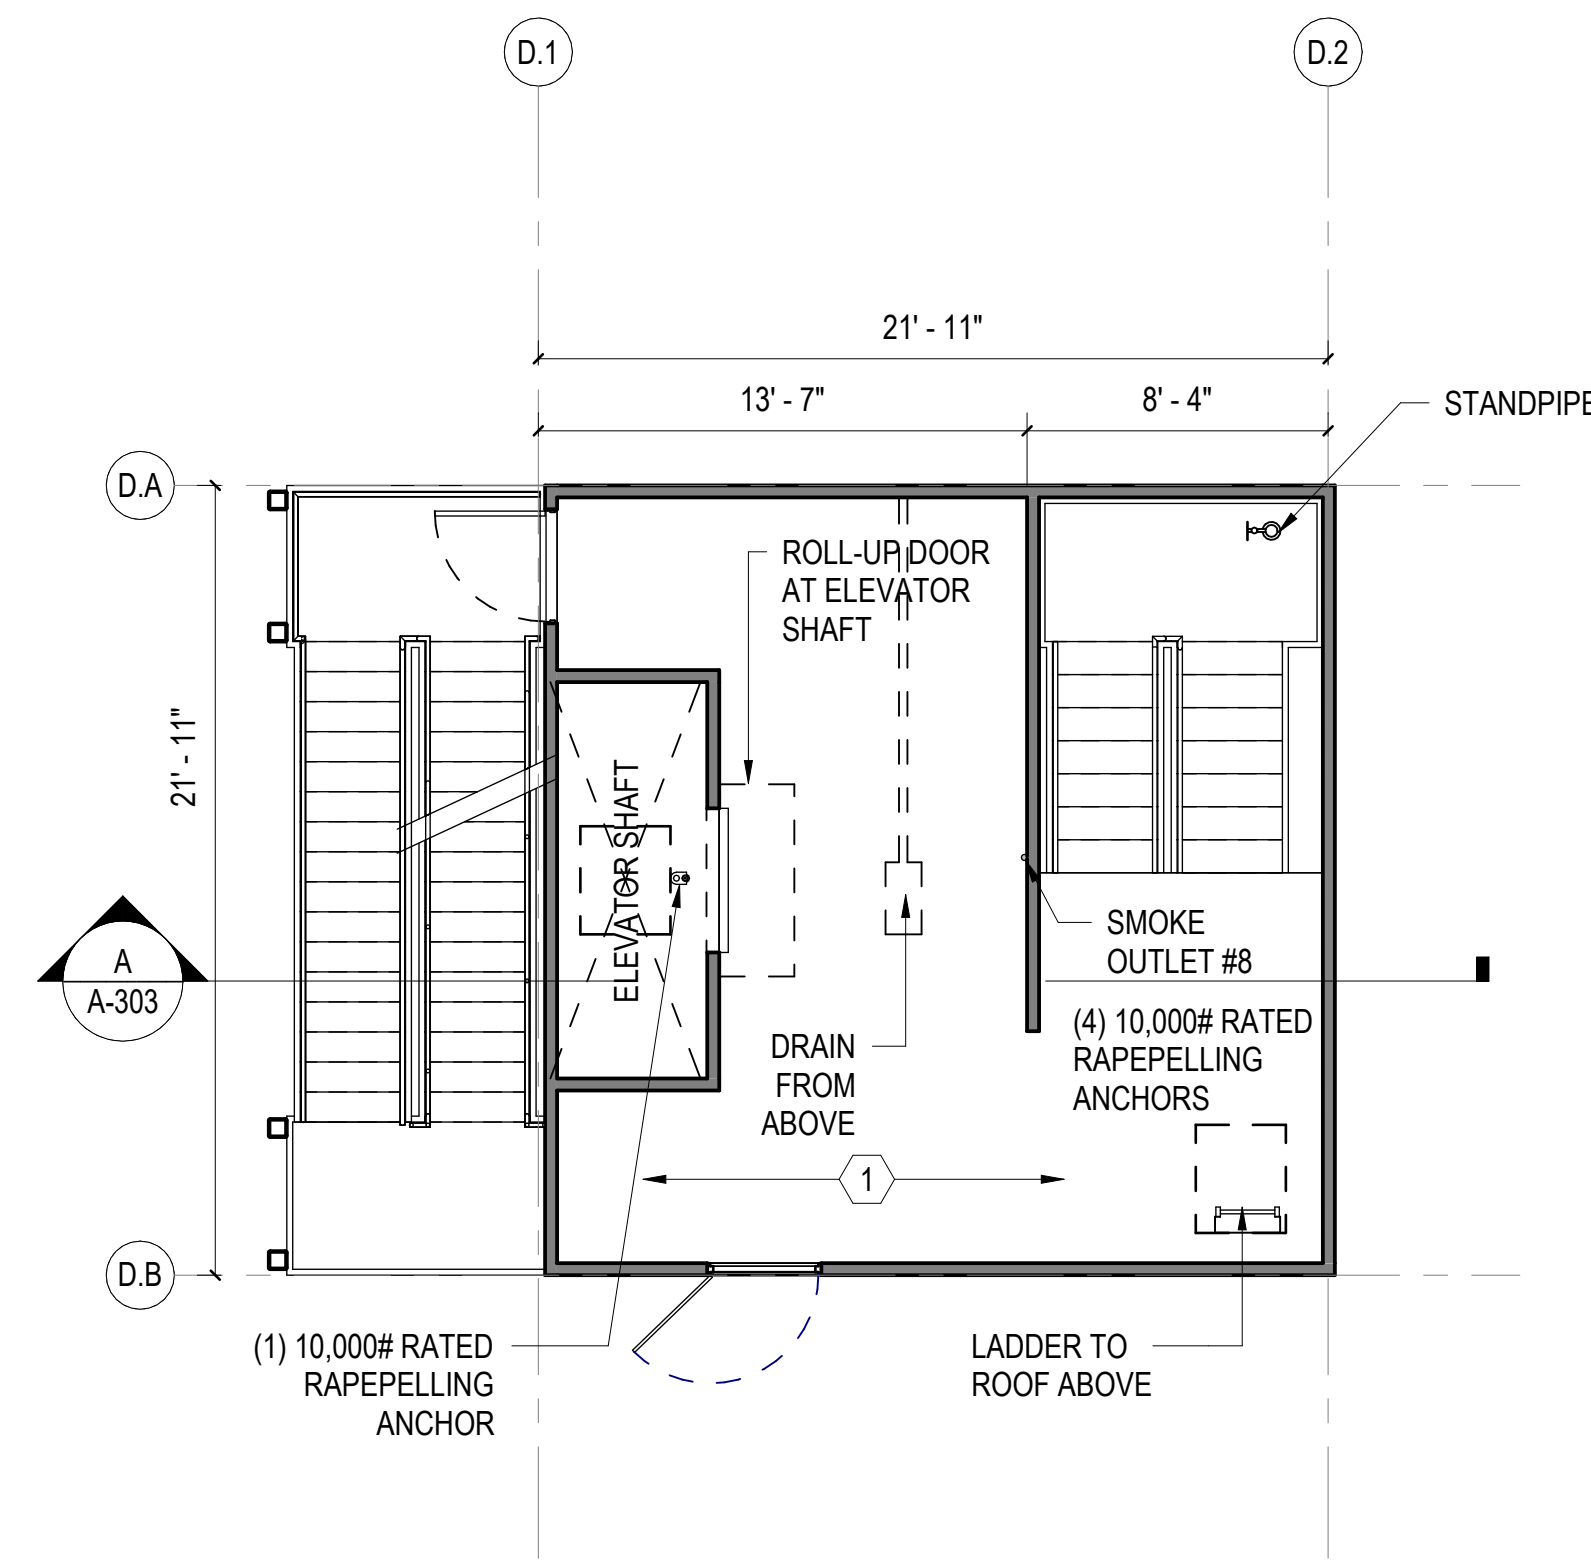 D.1
D.2
21' - 11"
13' - 7"
8' - 4"
STANDPIPE
D.A
ROLL-UP DOOR
AT ELEVATOR
SHAFT
21' - 11"
ELEVATOR SHAFT
SMOKE
OUTLET #8
A
A-303
(4) 10,000# RATED
RAPEPELLING
ANCHORS
DRAIN
FROM
ABOVE
1
D.B
(1) 10,000# RATED
RAPEPELLING
ANCHOR
LADDER TO
ROOF ABOVE